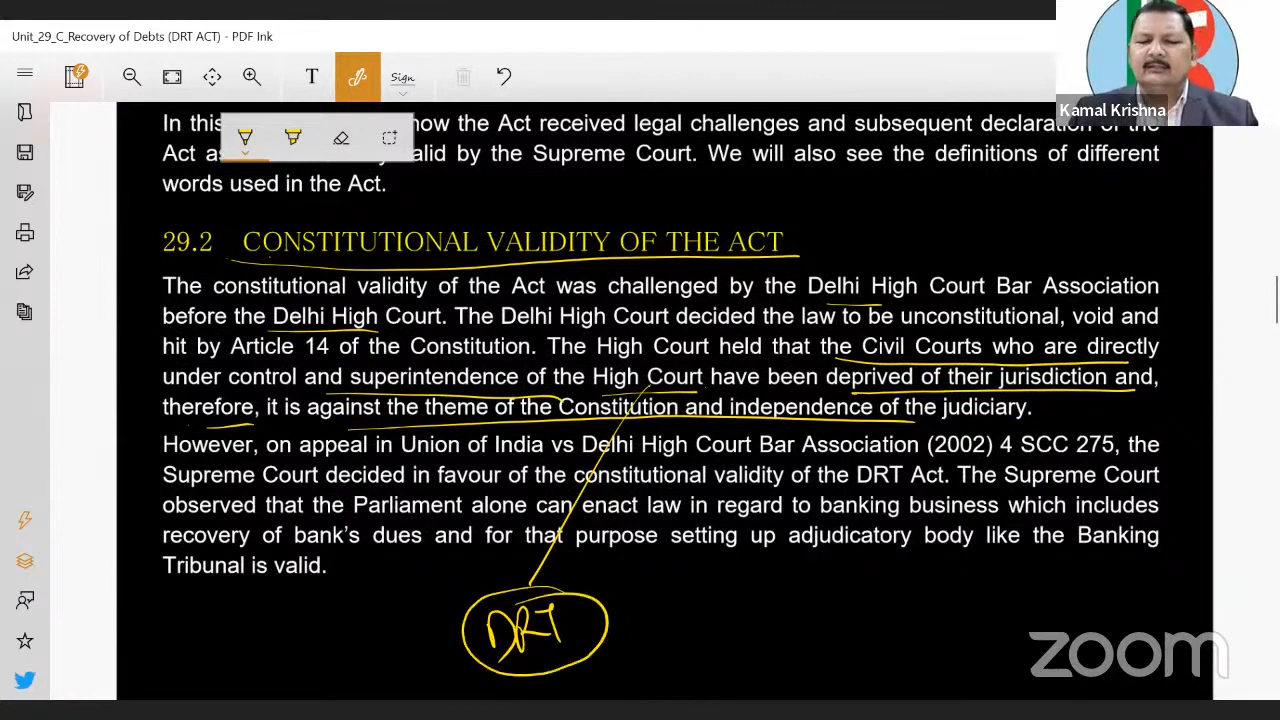 Unit_29_C_Recovery of Debts (DRT ACT) - PDF Ink
T
Sign
Kamal Krishna
In this how the Act received legal challenges and subsequent declaration of the
Act as alid by the Supreme Court. We will also see the definitions of different
words used in the Act.
29.2 CONSTITUTIONAL VALIDITY OF THE ACT
The constitutional validity of the Act was challenged by the Delhi High Court Bar Association
before the Delhi High Court. The Delhi High Court decided the law to be unconstitutional, void and
hit by Article 14 of the Constitution. The High Court held that the Civil Courts who are directly
under control and superintendence of the High Court have been deprived of their jurisdiction and,
therefore, it is against the theme of the Constitution and independence of the judiciary.
However, on appeal in Union of India vs Delhi High Court Bar Association (2002) 4 SCC 275, the
Supreme Court decided in favour of the constitutional validity of the DRT Act. The Supreme Court
observed that the Parliament alone can enact law in regard to banking business which includes
recovery of bank's dues and for that purpose setting up adjudicatory body like the Banking
Tribunal is valid.
DRT
zoom